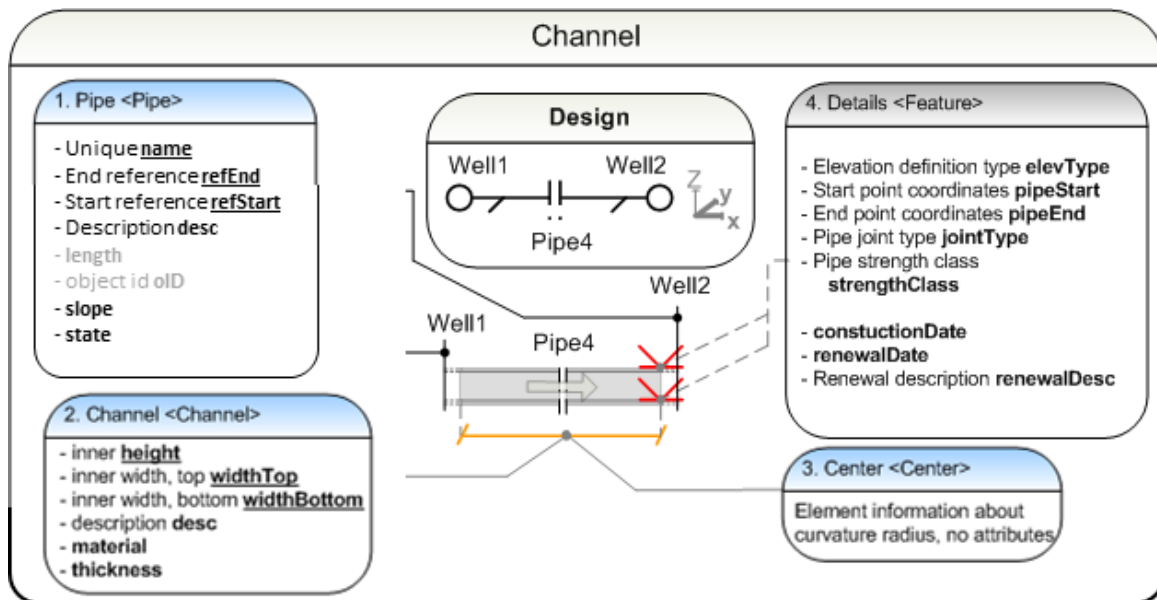 Channel
1. Pipe <Pipe>
- Unique name
- End reference refEnd
- Start reference refStart
- Description desc
- length
- object id oID
- slope
- state
2. Channel <Channel>
- inner height
- inner width, top widthTop
- inner width, bottom widthBottom
- description desc
- material
- thickness
Design
Well1 Well2
Pipe4
Z
y
x
Well2
Well1
Pipe4
4. Details <Feature>
- Elevation definition type elevType
- Start point coordinates pipeStart
- End point coordinates pipeEnd
- Pipe joint type jointType
- Pipe strength class
strengthClass
- constuctionDate
- renewalDate
- Renewal description renewalDesc
3. Center <Center>
Element information about
curvature radius, no attributes